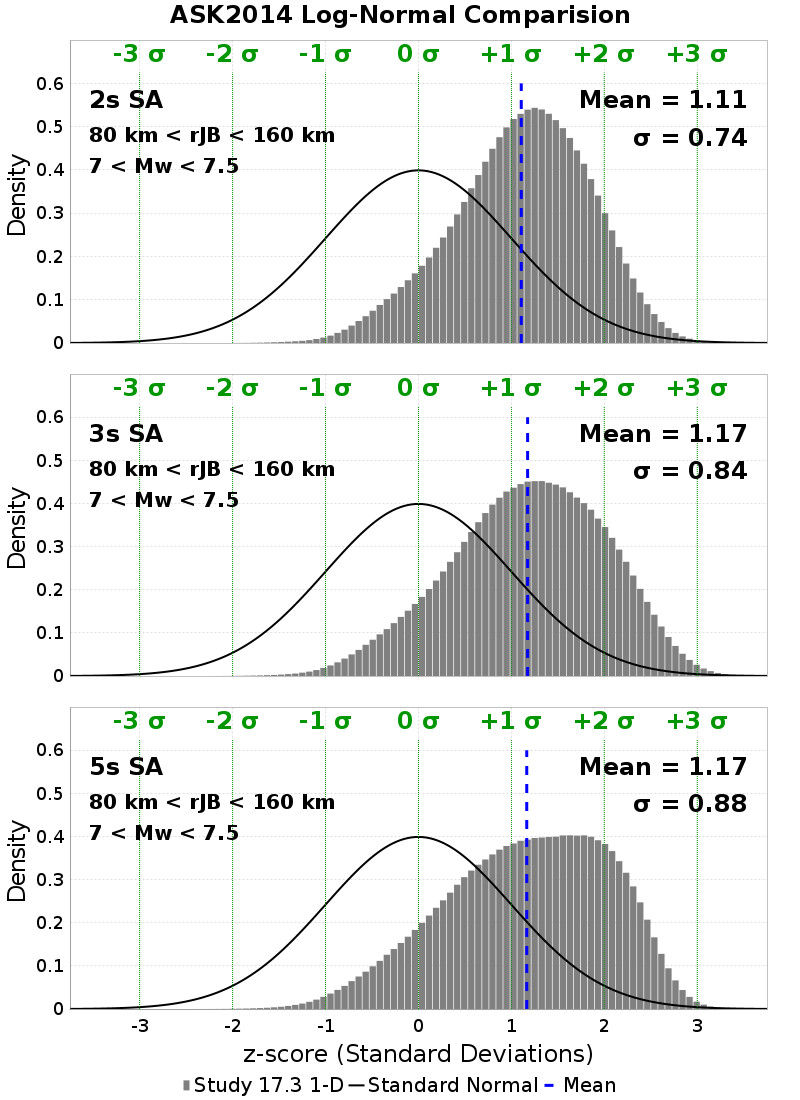 ASK2014 Log-Normal Comparision
-3 σ -2 σ -1 σ 0 σ +1 σ +2 σ +3 σ
2s SA
80 km < rJB < 160 km
7 < Mw < 7.5
Mean = 1.11
σ = 0.74
Density
0.6
0.5
0.4
0.3
0.2
0.1
0
-3 σ -2 σ -1 σ 0 σ +1 σ +2 σ +3 σ
3s SA
80 km < rJB < 160 km
7 < Mw < 7.5
Mean = 1.17
σ = 0.84
Density
0.6
0.5
0.4
0.3
0.2
0.1
0
-3 σ -2 σ -1 σ 0 σ +1 σ +2 σ +3 σ
5s SA
80 km < rJB < 160 km
7 < Mw < 7.5
Mean = 1.17
σ = 0.88
Density
0.6
0.5
0.4
0.3
0.2
0.1
0
-3 -2 -1 0 1 2 3
z-score (Standard Deviations)
Study 17.3 1-D Standard Normal Mean